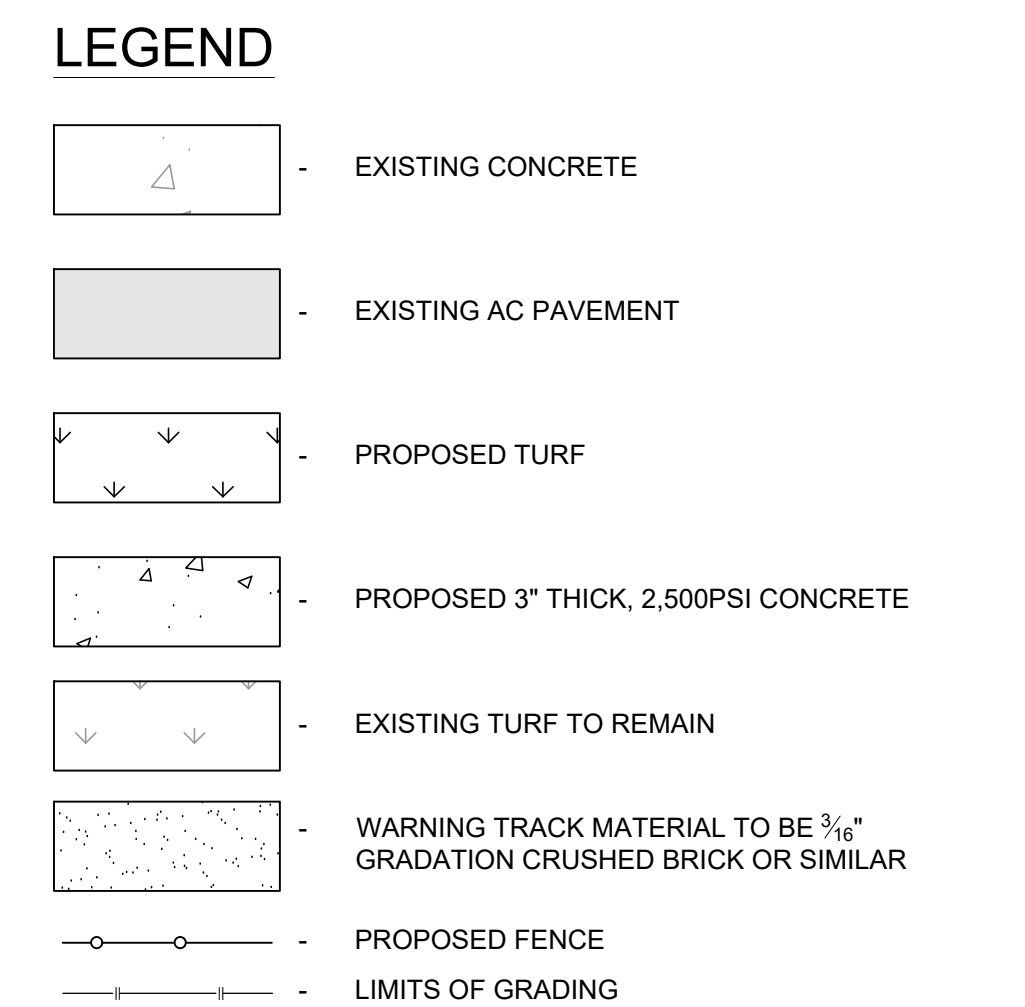 LEGEND
- EXISTING CONCRETE
- EXISTING AC PAVEMENT
- PROPOSED TURF
- PROPOSED 3" THICK, 2,500PSI CONCRETE
- EXISTING TURF TO REMAIN
- WARNING TRACK MATERIAL TO BE 3⁄16"
GRADATION CRUSHED BRICK OR SIMILAR
- PROPOSED FENCE
- LIMITS OF GRADING